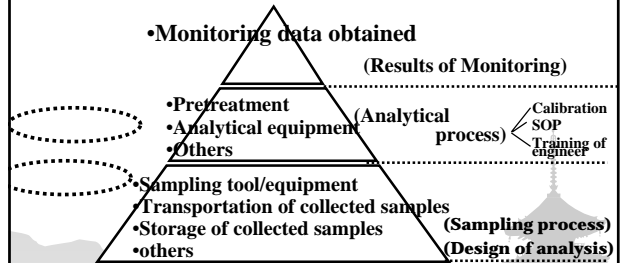 •Monitoring data obtained
(Results of Monitoring)
•Pretreatment
•Analytical equipment
•Others
(Analytical
process)
Calibration
SOP
Training of
engineer
•Sampling tool/equipment
•Transportation of collected samples
•Storage of collected samples
•others
(Sampling process)
(Design of analysis)